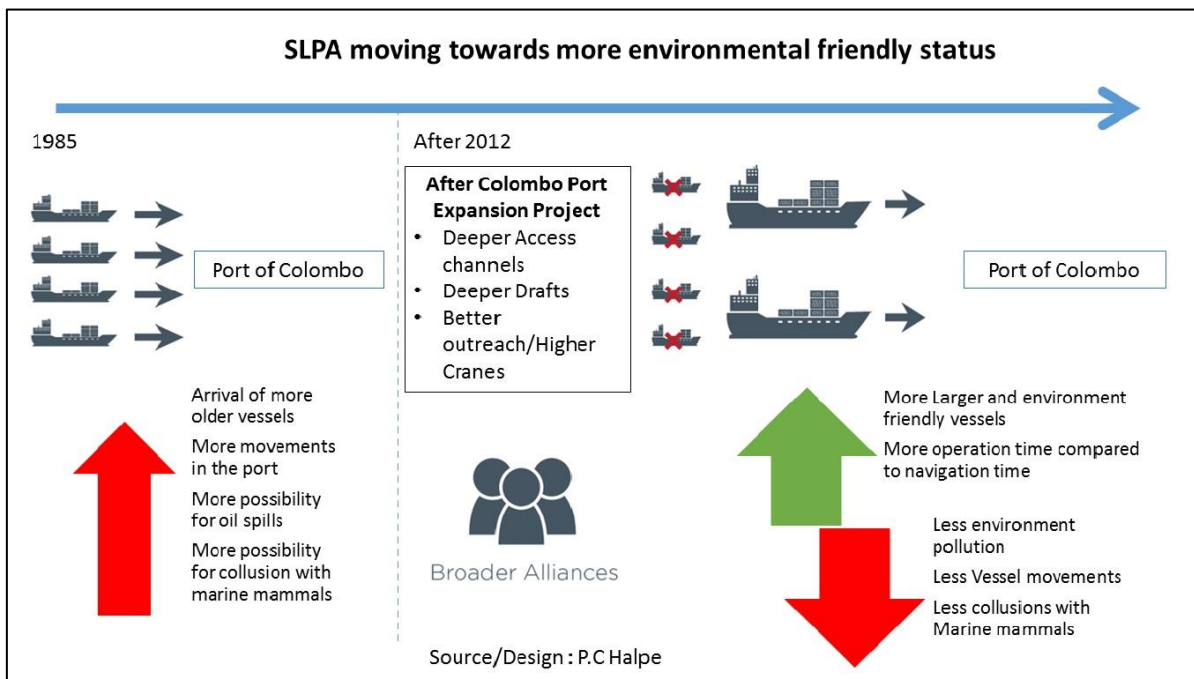 SLPA moving towards more environmental friendly status
1985
Port of Colombo
Arrival of more
older vessels
More movements
in the port
More possibility
for oil spills
More possibility
for collusion with
marine mammals
After 2012
After Colombo Port
Expansion Project
• Deeper Access
channels
• Deeper Drafts
• Better
outreach/Higher
Cranes
Broader Alliances
Port of Colombo
More Larger and environment
friendly vessels
More operation time compared
to navigation time
Less environment
pollution
Less Vessel movements
Less collusions with
Marine mammals
Source/Design : P.C Halpe